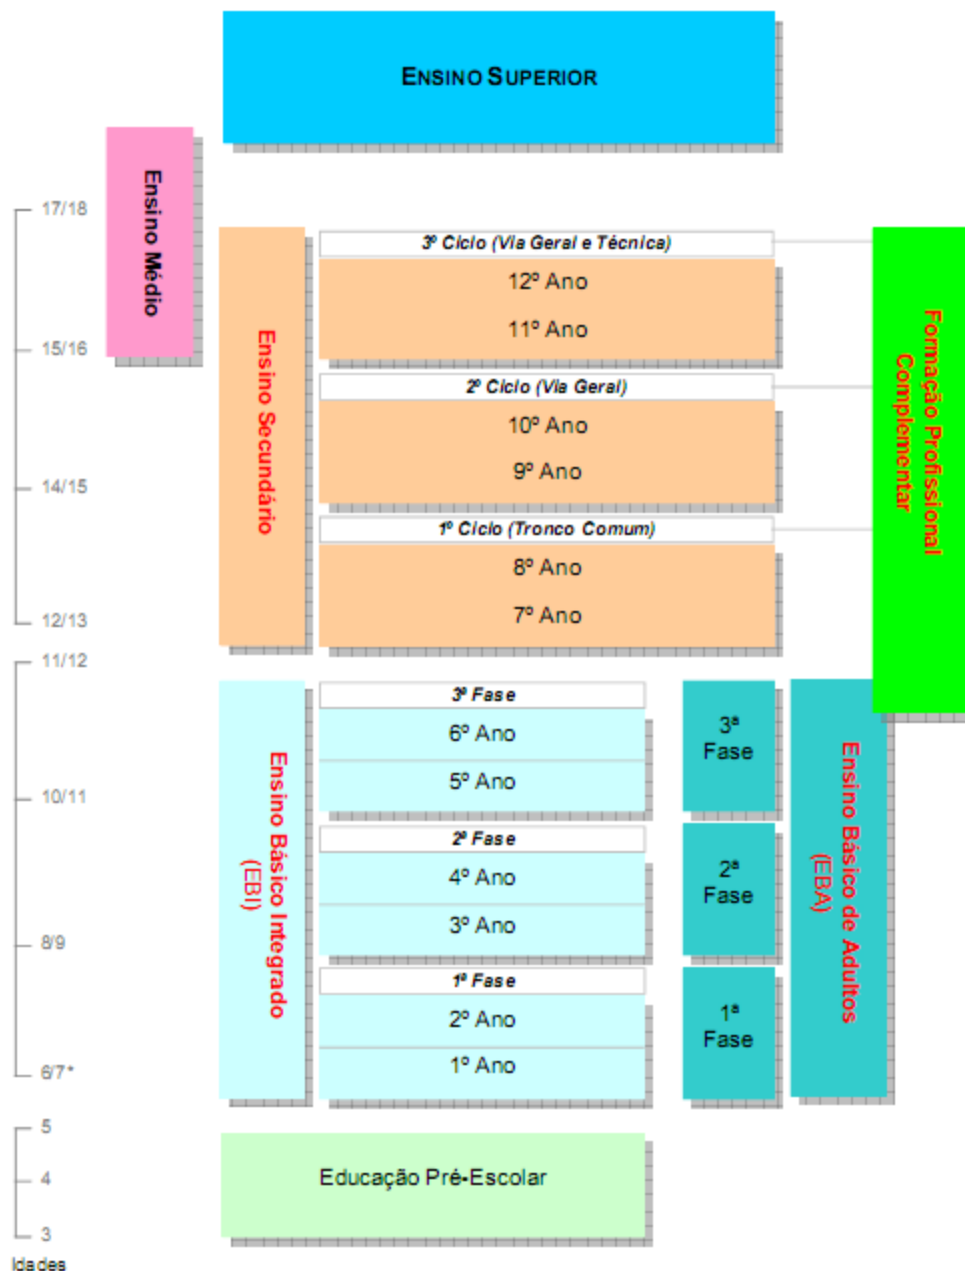 ENSINO SUPERIOR
Ensino Médio
17/18
15/16
14/15
12/13
11/12
10/11
8/9
6/7*
5
4
3
Idades
Ensino Secundário
3º Ciclo (Via Geral e Técnica)
12º Ano
11º Ano
2º Ciclo (Via Geral)
10º Ano
9º Ano
1º Ciclo (Tronco Comum)
8º Ano
7º Ano
Formação Profissional
Complementar
Ensino Básico Integrado
(EBI)
3ª Fase
6º Ano
5º Ano
2ª Fase
4º Ano
3º Ano
1ª Fase
2º Ano
1º Ano
3ª
Fase
2ª
Fase
1ª
Fase
Ensino Básico de Adultos
(EBA)
Educação Pré-Escolar